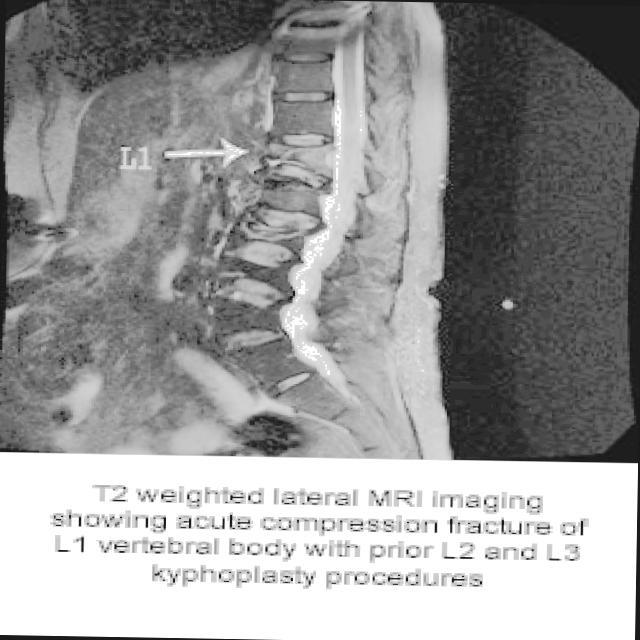 L1
T2 weighted lateral MRI imaging
showing acute compression fracture of
L1 vertebral body with prior L2 and L3
kyphoplasty procedures